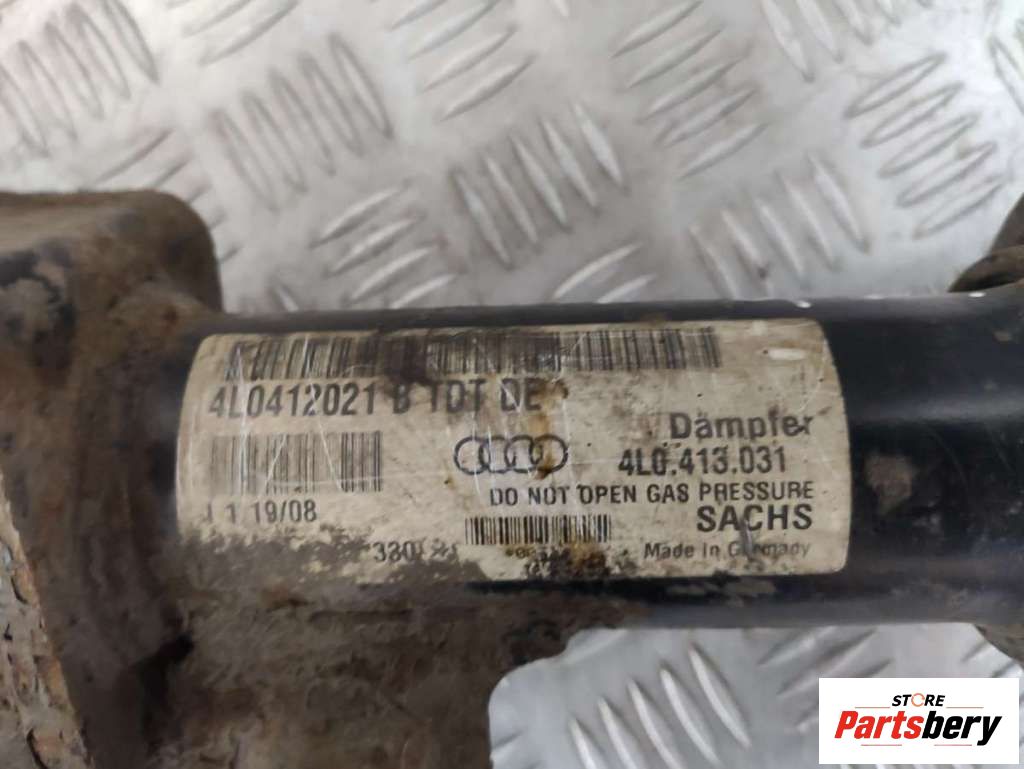 4L0412021 B TDT DE
Dämpfer
4L0.413.031
DO NOT OPEN GAS PRESSURE
1 19/08
SACHS
Made in Germany
STORE
Partsbery